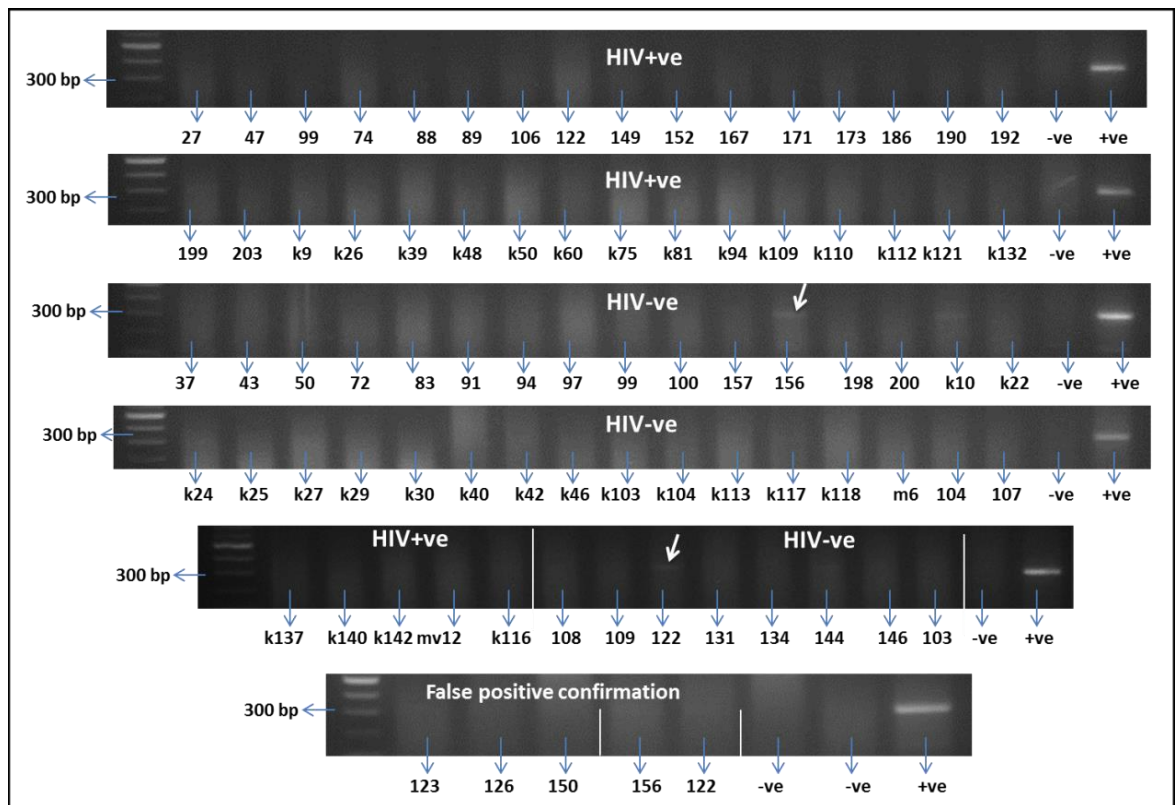 HIV+ve
300 bp
27 47 99 74 88 89 106 122 149 152 167 171 173 186 190 192 -ve +ve
HIV+ve
300 bp
199 203 k9 k26 k39 k48 k50 k60 k75 k81 k94 k109 k110 k112 k121 k132 -ve +ve
HIV-ve
300 bp
37 43 50 72 83 91 94 97 99 100 157 156 198 200 k10 k22 -ve +ve
HIV-ve
300 bp
k24 k25 k27 k29 k30 k40 k42 k46 k103 k104 k113 k117 k118 m6 104 107 -ve +ve
HIV+ve HIV-ve
300 bp
k137 k140 k142 mv12 k116 108 109 122 131 134 144 146 103 -ve +ve
False positive confirmation
300 bp
123 126 150 156 122 -ve -ve +ve